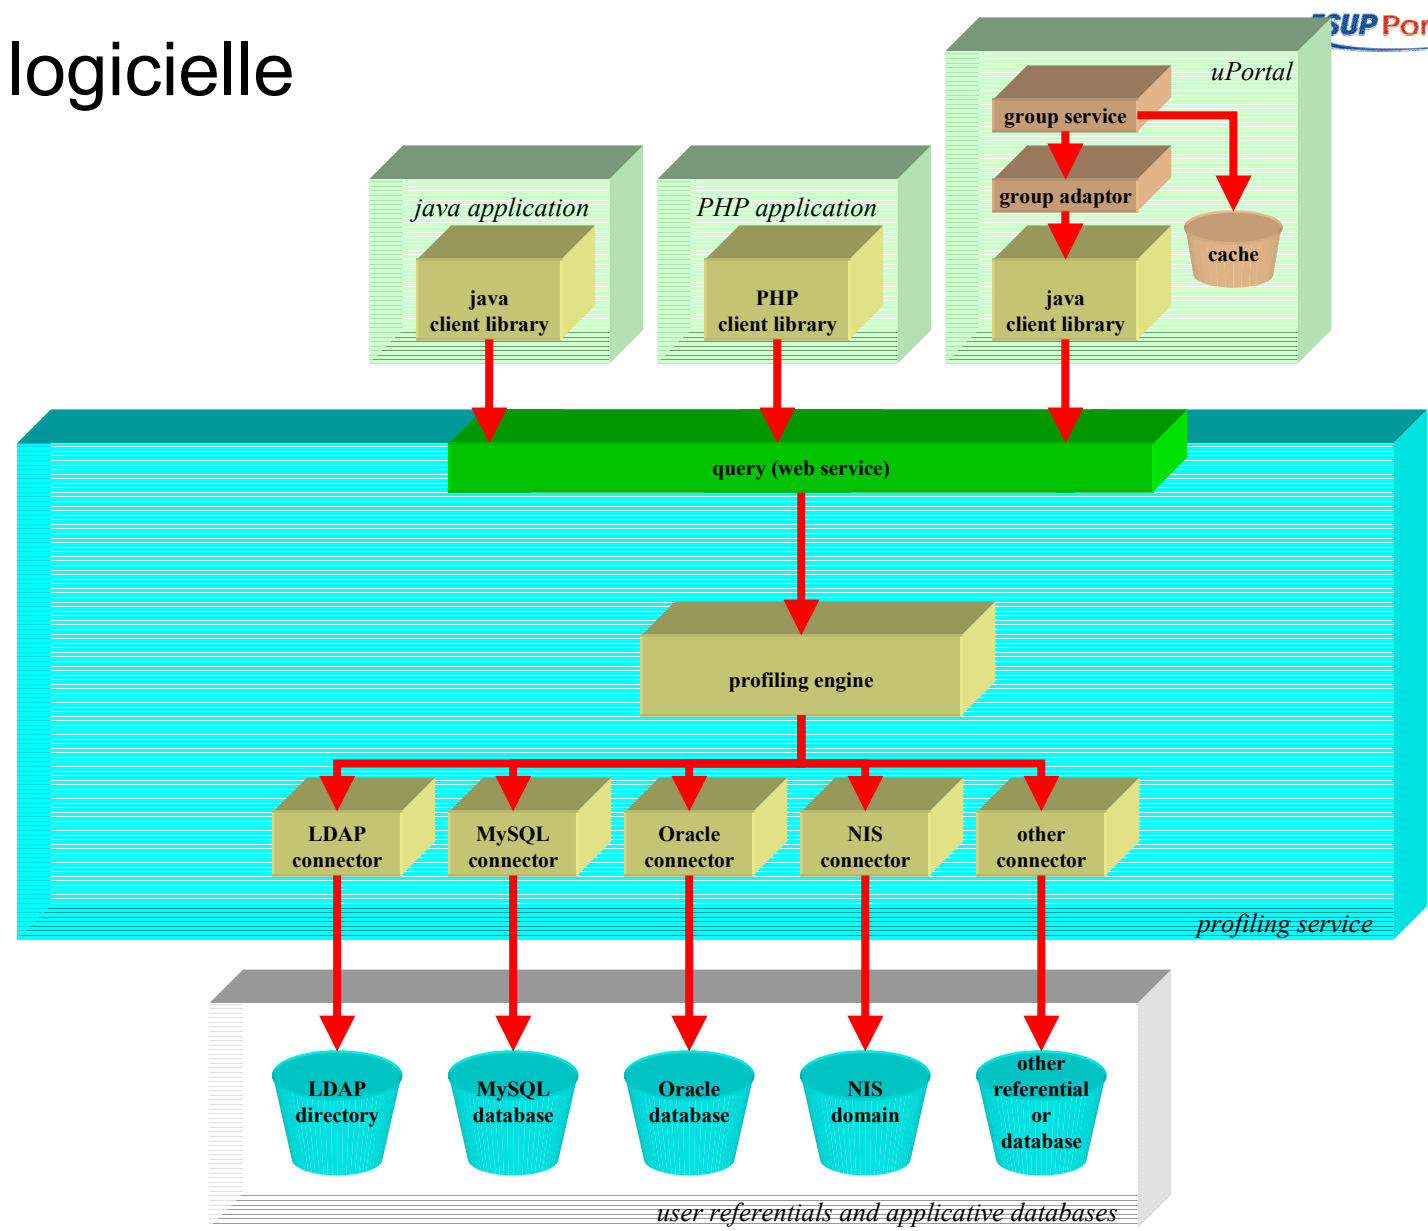 logicielle
uPortal
group service
group adaptor
cache
java
client library
java application
java
client library
PHP application
PHP
client library
query (web service)
profiling engine
LDAP
connector
MySQL
connector
Oracle
connector
NIS
connector
other
connector
profiling service
LDAP
directory
MySQL
database
Oracle
database
NIS
domain
other
referential
or
database
user referentials and applicative databases